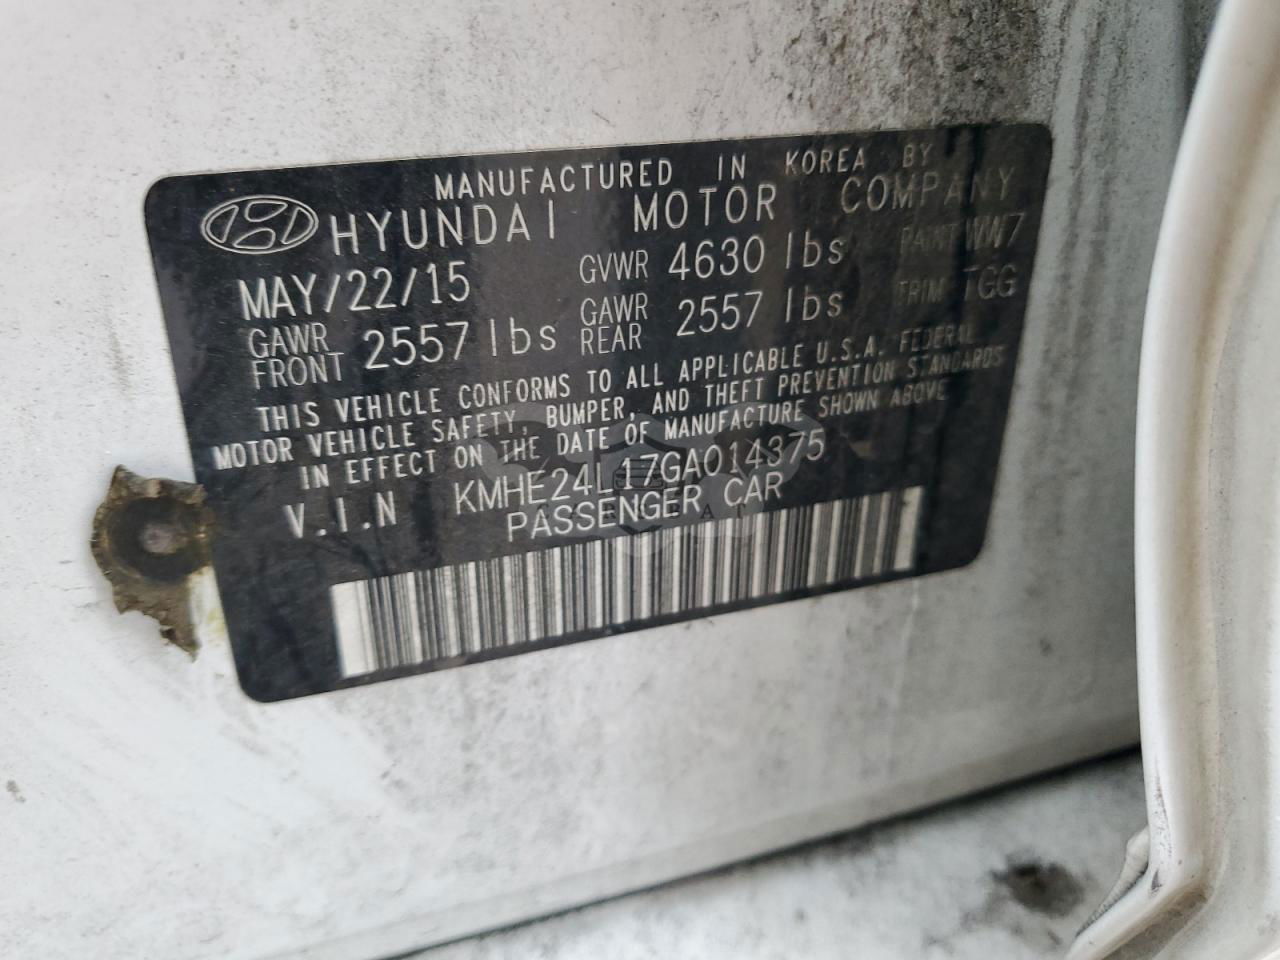 MANUFACTURED IN KOREA BY
HYUNDAI MOTOR COMPANY
MAY/22/15 GVWR 4630 lbs PAINT WW7
GAWR FRONT 2557 lbs GAWR REAR 2557 lbs TRIM TGG
THIS VEHICLE CONFORMS TO ALL APPLICABLE U.S.A. FEDERAL
MOTOR VEHICLE SAFETY, BUMPER, AND THEFT PREVENTION STANDARDS
IN EFFECT ON THE DATE OF MANUFACTURE SHOWN ABOVE
V.I.N KMHE24L17GA014375
PASSENGER CAR